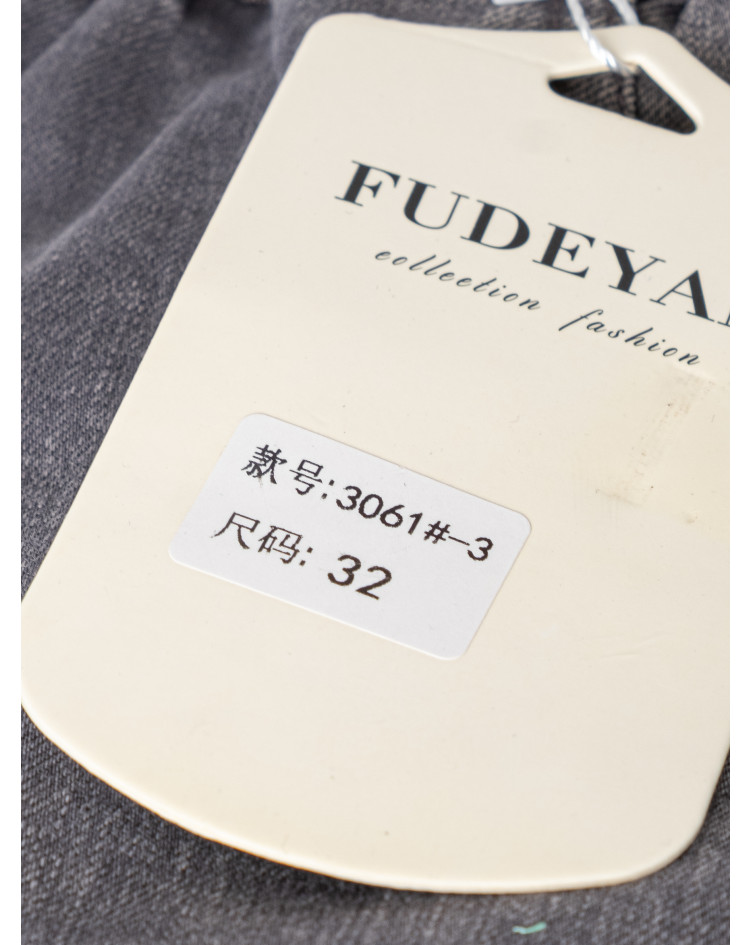 FUDEYA
collection fashion
款号:3061#-3
尺码: 32